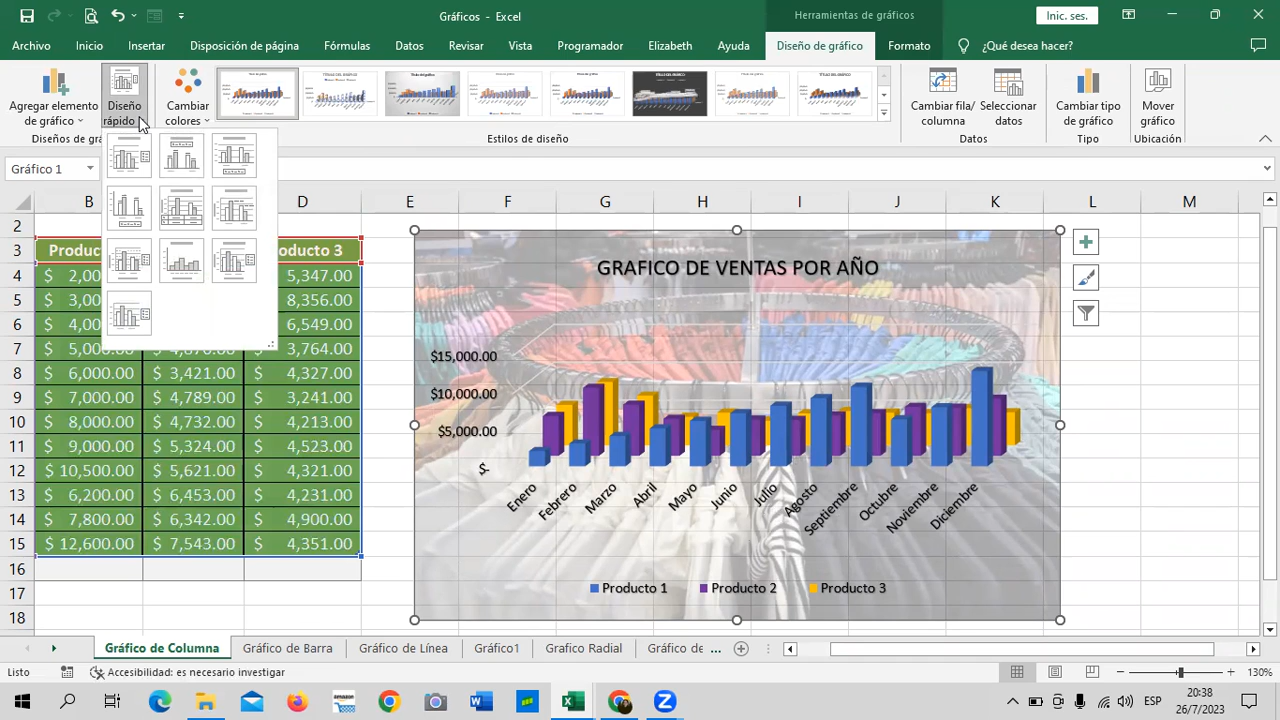 Gráficos - Excel
Herramientas de gráficos
Inic. ses.
Archivo
Inicio
Insertar
Disposición de página
Fórmulas
Datos
Revisar
Vista
Programador
Elizabeth
Ayuda
Diseño de gráfico
Formato
¿Qué desea hacer?
Agregar elemento
de gráfico
Diseño
rápido
Cambiar
colores
Cambiar fila/
columna
Seleccionar
datos
Cambiar tipo
de gráfico
Mover
gráfico
Diseños de grá
Estilos de diseño
Datos
Tipo
Ubicación
Gráfico 1
B D E F G H I J K L M
2
3 Produc oducto 3
4 $ 2,00 5,347.00
5 $ 3,00 8,356.00
6 $ 4,00 6,549.00
7 $ 5,00 3,764.00
8 $ 6,000.00 $ 3,421.00 $ 4,327.00
9 $ 7,000.00 $ 4,789.00 $ 3,241.00
10 $ 8,000.00 $ 4,732.00 $ 4,213.00
11 $ 9,000.00 $ 5,324.00 $ 4,523.00
12 $ 10,500.00 $ 5,621.00 $ 4,321.00
13 $ 6,200.00 $ 6,453.00 $ 4,231.00
14 $ 7,800.00 $ 6,342.00 $ 4,900.00
15 $ 12,600.00 $ 7,543.00 $ 4,351.00
16
17
18
GRAFICO DE VENTAS POR AÑO
$15,000.00
$10,000.00
$5,000.00
$-
Enero
Febrero
Marzo
Abril
Mayo
Junio
Julio
Agosto
Septiembre
Octubre
Noviembre
Diciembre
Producto 1
Producto 2
Producto 3
Gráfico de Columna
Gráfico de Barra
Gráfico de Línea
Gráfico1
Grafico Radial
Gráfico de ...
Listo
Accesibilidad: es necesario investigar
130%
ESP
20:38
26/7/2023